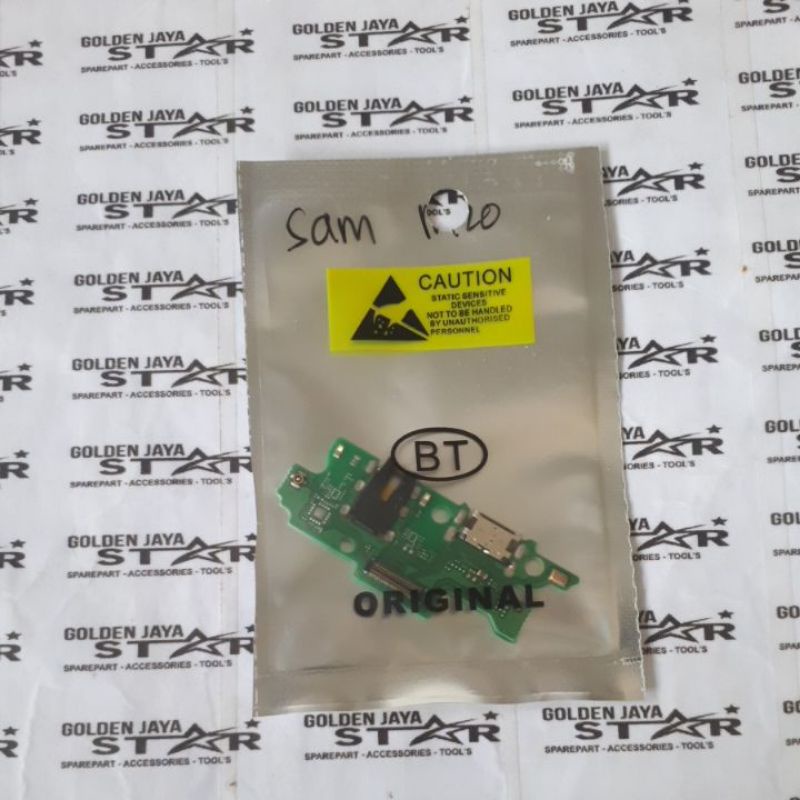 GOLDEN JAYA
STAR
SPAREPART - ACCESSORIES - TOOL'S
sam M20
CAUTION
STATIC SENSITIVE
DEVICES
NOT TO BE HANDLED
BY UNAUTHORISED
PERSONNEL
BT
ORIGINAL